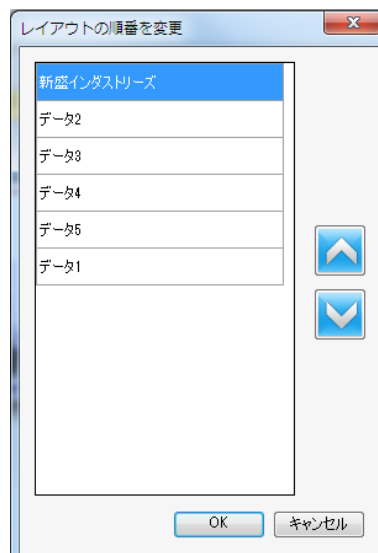 レイアウトの順番を変更
新盛インダストリーズ
データ2
データ3
データ4
データ5
データ1
OK
キャンセル